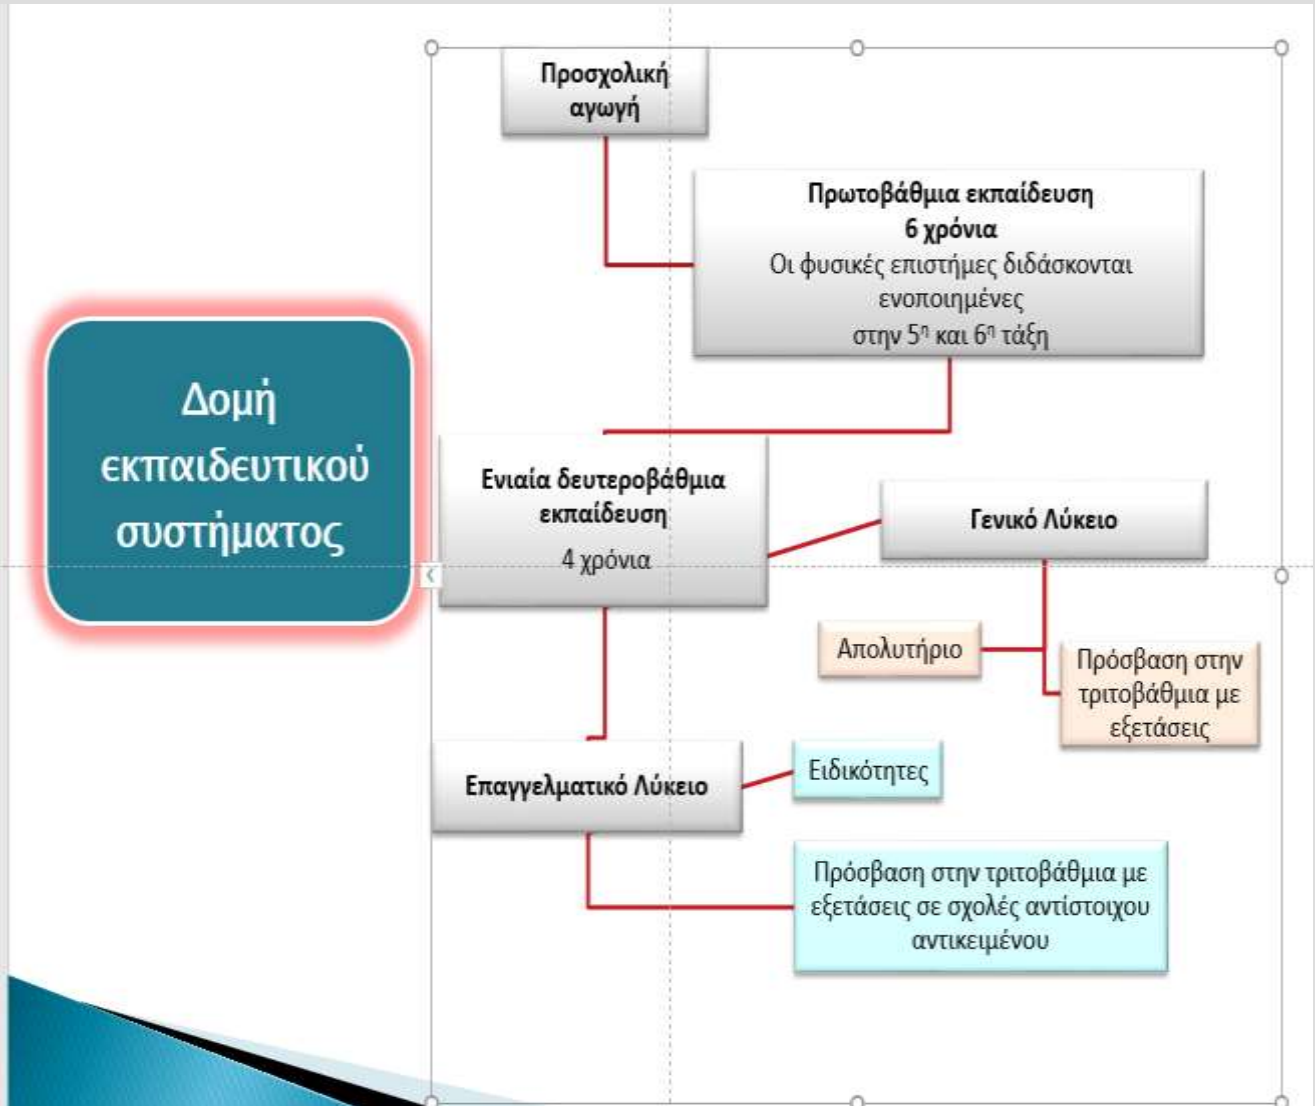 Προσχολική
αγωγή
Πρωτοβάθμια εκπαίδευση
6 χρόνια
Οι φυσικές επιστήμες διδάσκονται
ενοποιημένες
στην 5η και 6η τάξη
Δομή
εκπαιδευτικού
συστήματος
Ενιαία δευτεροβάθμια
εκπαίδευση
4 χρόνια
Γενικό Λύκειο
Απολυτήριο
Πρόσβαση στην
τριτοβάθμια με
εξετάσεις
Επαγγελματικό Λύκειο
Ειδικότητες
Πρόσβαση στην τριτοβάθμια με
εξετάσεις σε σχολές αντίστοιχου
αντικειμένου